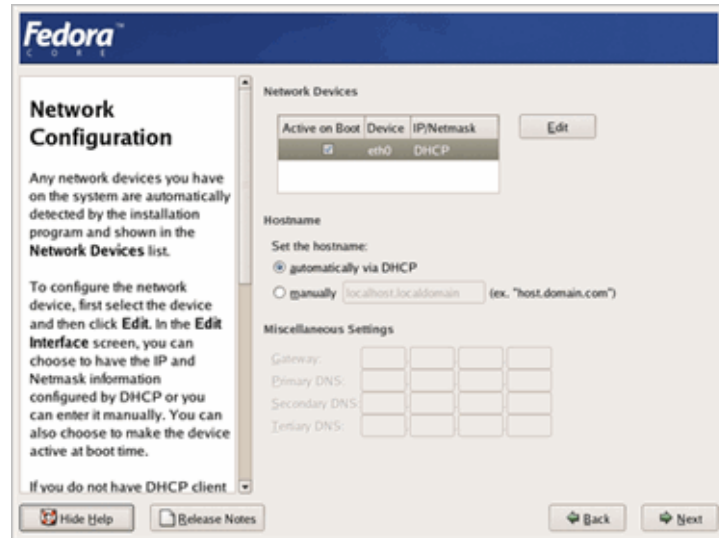 Fedora™
CORE
Network
Configuration
Any network devices you have
on the system are automatically
detected by the installation
program and shown in the
Network Devices list.
To configure the network
device, first select the device
and then click Edit. In the Edit
Interface screen, you can
choose to have the IP and
Netmask information
configured by DHCP or you
can enter it manually. You can
also choose to make the device
active at boot time.
If you do not have DHCP client
Network Devices
Active on Boot Device IP/Netmask
eth0 DHCP
Edit
Hostname
Set the hostname:
automatically via DHCP
manually localhost.localdomain (ex. "host.domain.com")
Miscellaneous Settings
Gateway:
Primary DNS:
Secondary DNS:
Tertiary DNS:
Hide Help Release Notes Back Next